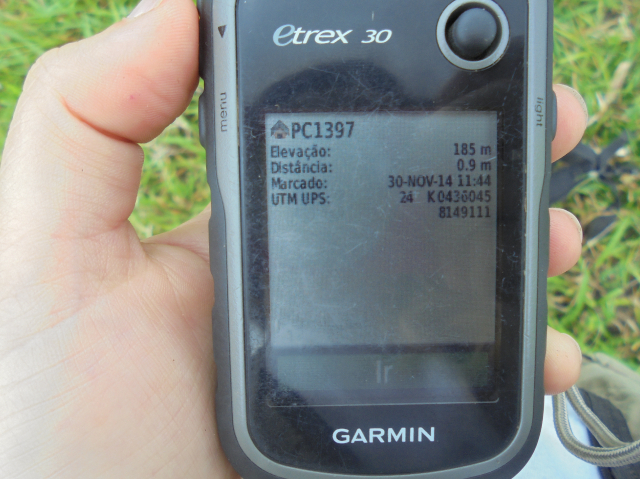 etrex 30
menu
light
PC1397
Elevação: 185 m
Distância: 0.9 m
Marcado: 30-NOV-14 11:44
UTM UPS: 24 K 0436045
8149111
Ir
GARMIN